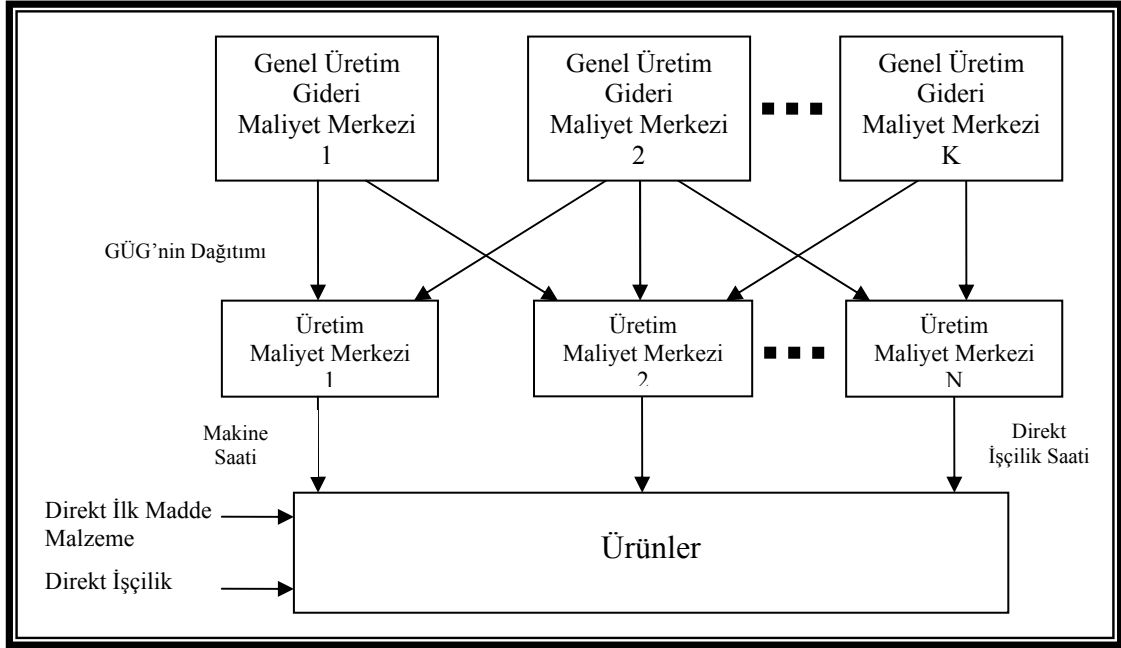 Genel Üretim
Gideri
Maliyet Merkezi
1
Genel Üretim
Gideri
Maliyet Merkezi
2
Genel Üretim
Gideri
Maliyet Merkezi
K
GÜG’nin Dağıtımı
Üretim
Maliyet Merkezi
1
Üretim
Maliyet Merkezi
2
Üretim
Maliyet Merkezi
N
Makine
Saati
Direkt
İşçilik Saati
Direkt İlk Madde
Malzeme
Direkt İşçilik
Ürünler